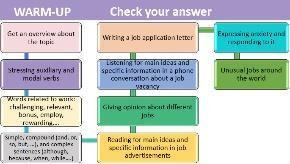 WARM-UP
Check your answer
Get an overview about
the topic
Stressing auxiliary and
modal verbs
Words related to work:
challenging, relevant,
bonus, employ,
rewarding,...
Simple, compound (and, or,
so, but, ...), and complex
sentences (although,
because, when, while...)
Writing a job application letter
Listening for main ideas and
specific information in a phone
conversation about a job
vacancy
Giving opinion about different
jobs
Reading for main ideas and
specific information in job
advertisements
Expressing anxiety and
responding to it
Unusual jobs around the
world